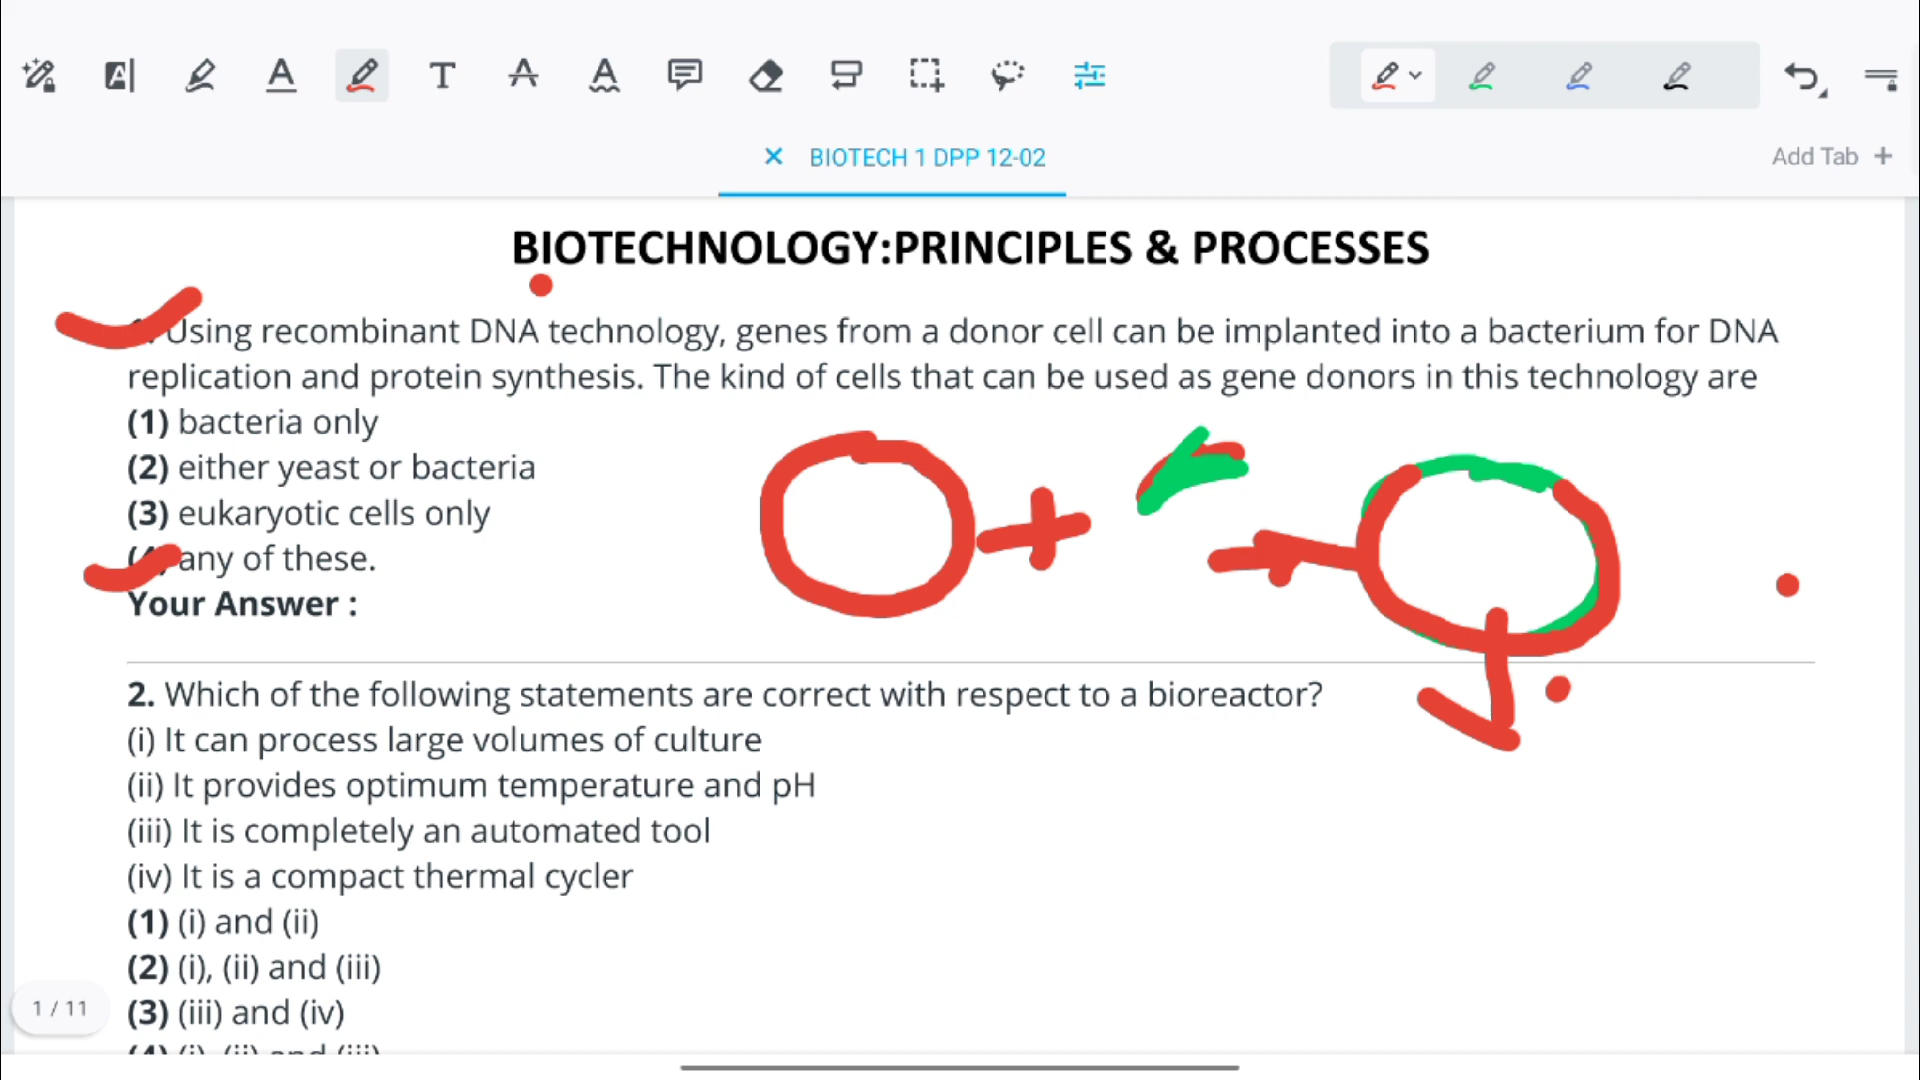 BIOTECH 1 DPP 12-02
Add Tab
BIOTECHNOLOGY:PRINCIPLES & PROCESSES
Using recombinant DNA technology, genes from a donor cell can be implanted into a bacterium for DNA
replication and protein synthesis. The kind of cells that can be used as gene donors in this technology are
(1) bacteria only
(2) either yeast or bacteria
(3) eukaryotic cells only
any of these.
Your Answer :
2. Which of the following statements are correct with respect to a bioreactor?
(i) It can process large volumes of culture
(ii) It provides optimum temperature and pH
(iii) It is completely an automated tool
(iv) It is a compact thermal cycler
(1) (i) and (ii)
(2) (i), (ii) and (iii)
(3) (iii) and (iv)
(4) (i), (ii) and (iii)
1 / 11